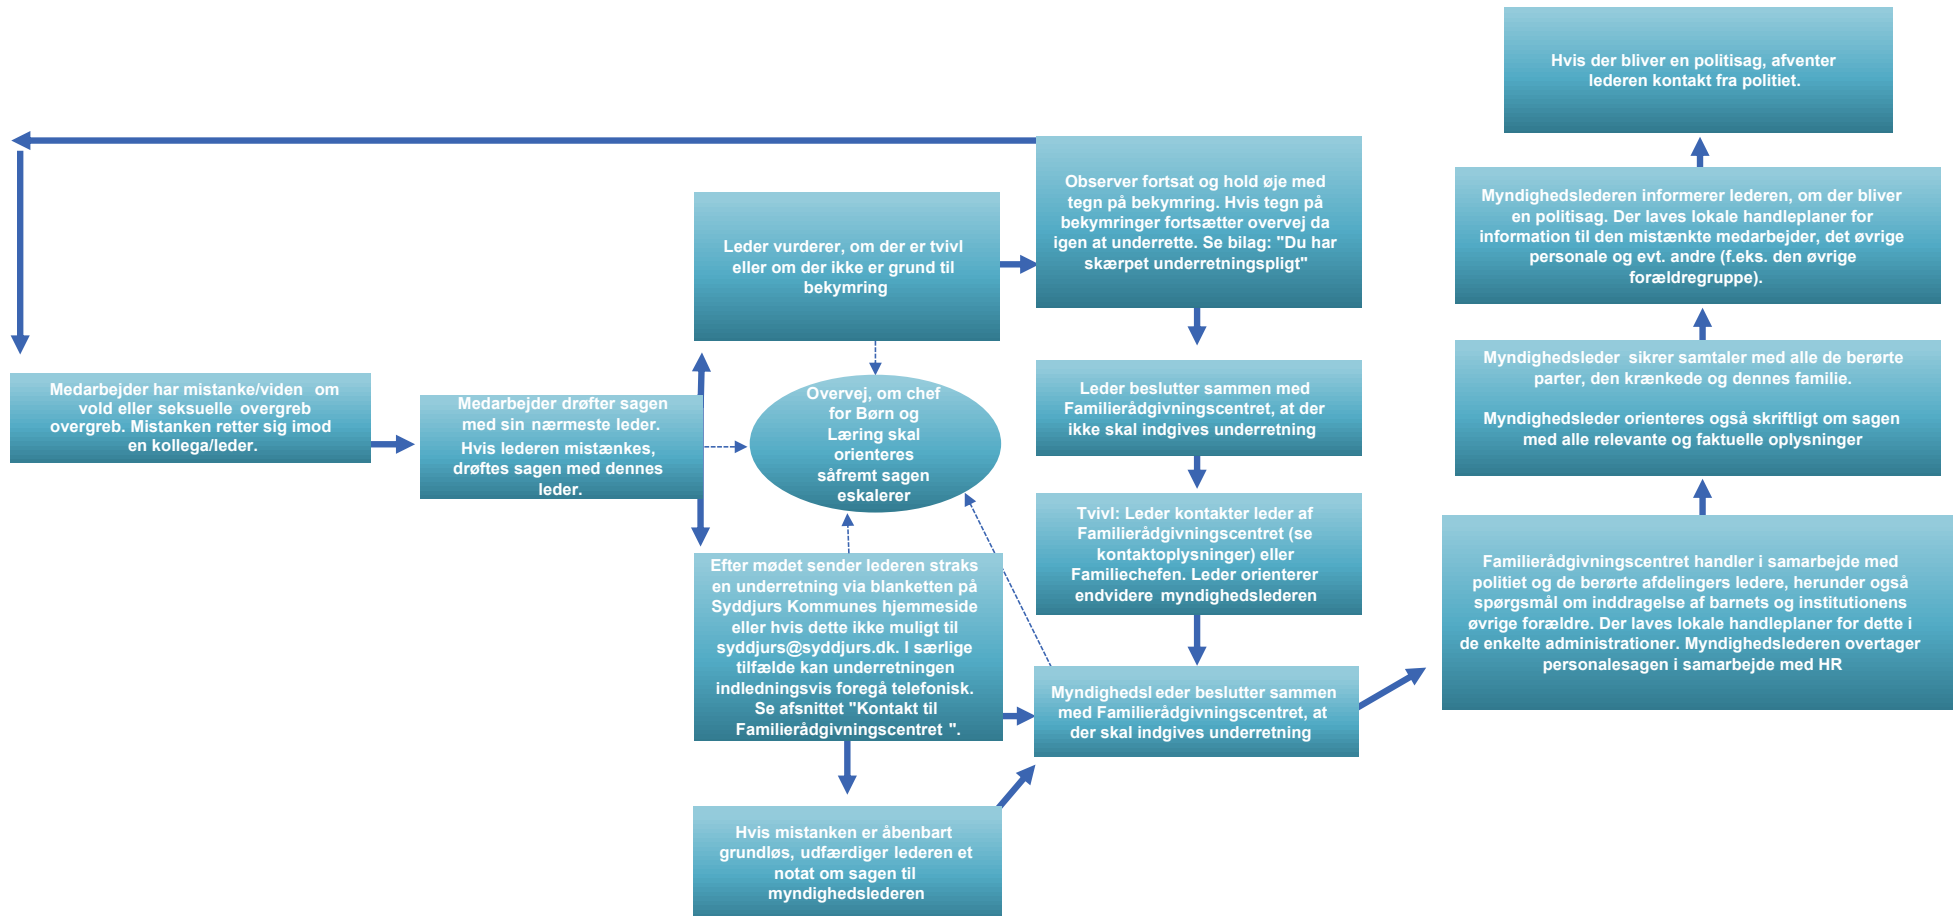 Medarbejder har mistanke/viden om
vold eller seksuelle overgreb
overgreb. Mistanken retter sig imod
en kollega/leder.
Medarbejder drøfter sagen
med sin nærmeste leder.
Hvis lederen mistænkes,
drøftes sagen med dennes
leder.
Leder vurderer, om der er tvivl
eller om der ikke er grund til
bekymring
Overvej, om chef
for Børn og
Læring skal
orienteres
såfremt sagen
eskalerer
Efter mødet sender lederen straks
en underretning via blanketten på
Syddjurs Kommunes hjemmeside
eller hvis dette ikke muligt til
syddjurs@syddjurs.dk. I særlige
tilfælde kan underretningen
indledningsvis foregå telefonisk.
Se afsnittet "Kontakt til
Familierådgivningscentret ".
Hvis mistanken er åbenbart
grundløs, udfærdiger lederen et
notat om sagen til
myndighedslederen
Observer fortsat og hold øje med
tegn på bekymring. Hvis tegn på
bekymringer fortsætter overvej da
igen at underrette. Se bilag: "Du har
skærpet underretningspligt"
Leder beslutter sammen med
Familierådgivningscentret, at der
ikke skal indgives underretning
Tvivl: Leder kontakter leder af
Familierådgivningscentret (se
kontaktoplysninger) eller
Familiechefen. Leder orienterer
endvidere myndighedslederen
Myndighedsleder beslutter sammen
med Familierådgivningscentret, at
der skal indgives underretning
Familierådgivningscentret handler i samarbejde med
politiet og de berørte afdelingers ledere, herunder også
spørgsmål om inddragelse af barnets og institutionens
øvrige forældre. Der laves lokale handleplaner for dette i
de enkelte administrationer. Myndighedslederen overtager
personalesagen i samarbejde med HR
Myndighedsleder sikrer samtaler med alle de berørte
parter, den krænkede og dennes familie.
Myndighedsleder orienteres også skriftligt om sagen
med alle relevante og faktuelle oplysninger
Myndighedslederen informerer lederen, om der bliver
en politisag. Der laves lokale handleplaner for
information til den mistænkte medarbejder, det øvrige
personale og evt. andre (f.eks. den øvrige
forældregruppe).
Hvis der bliver en politisag, afventer
lederen kontakt fra politiet.